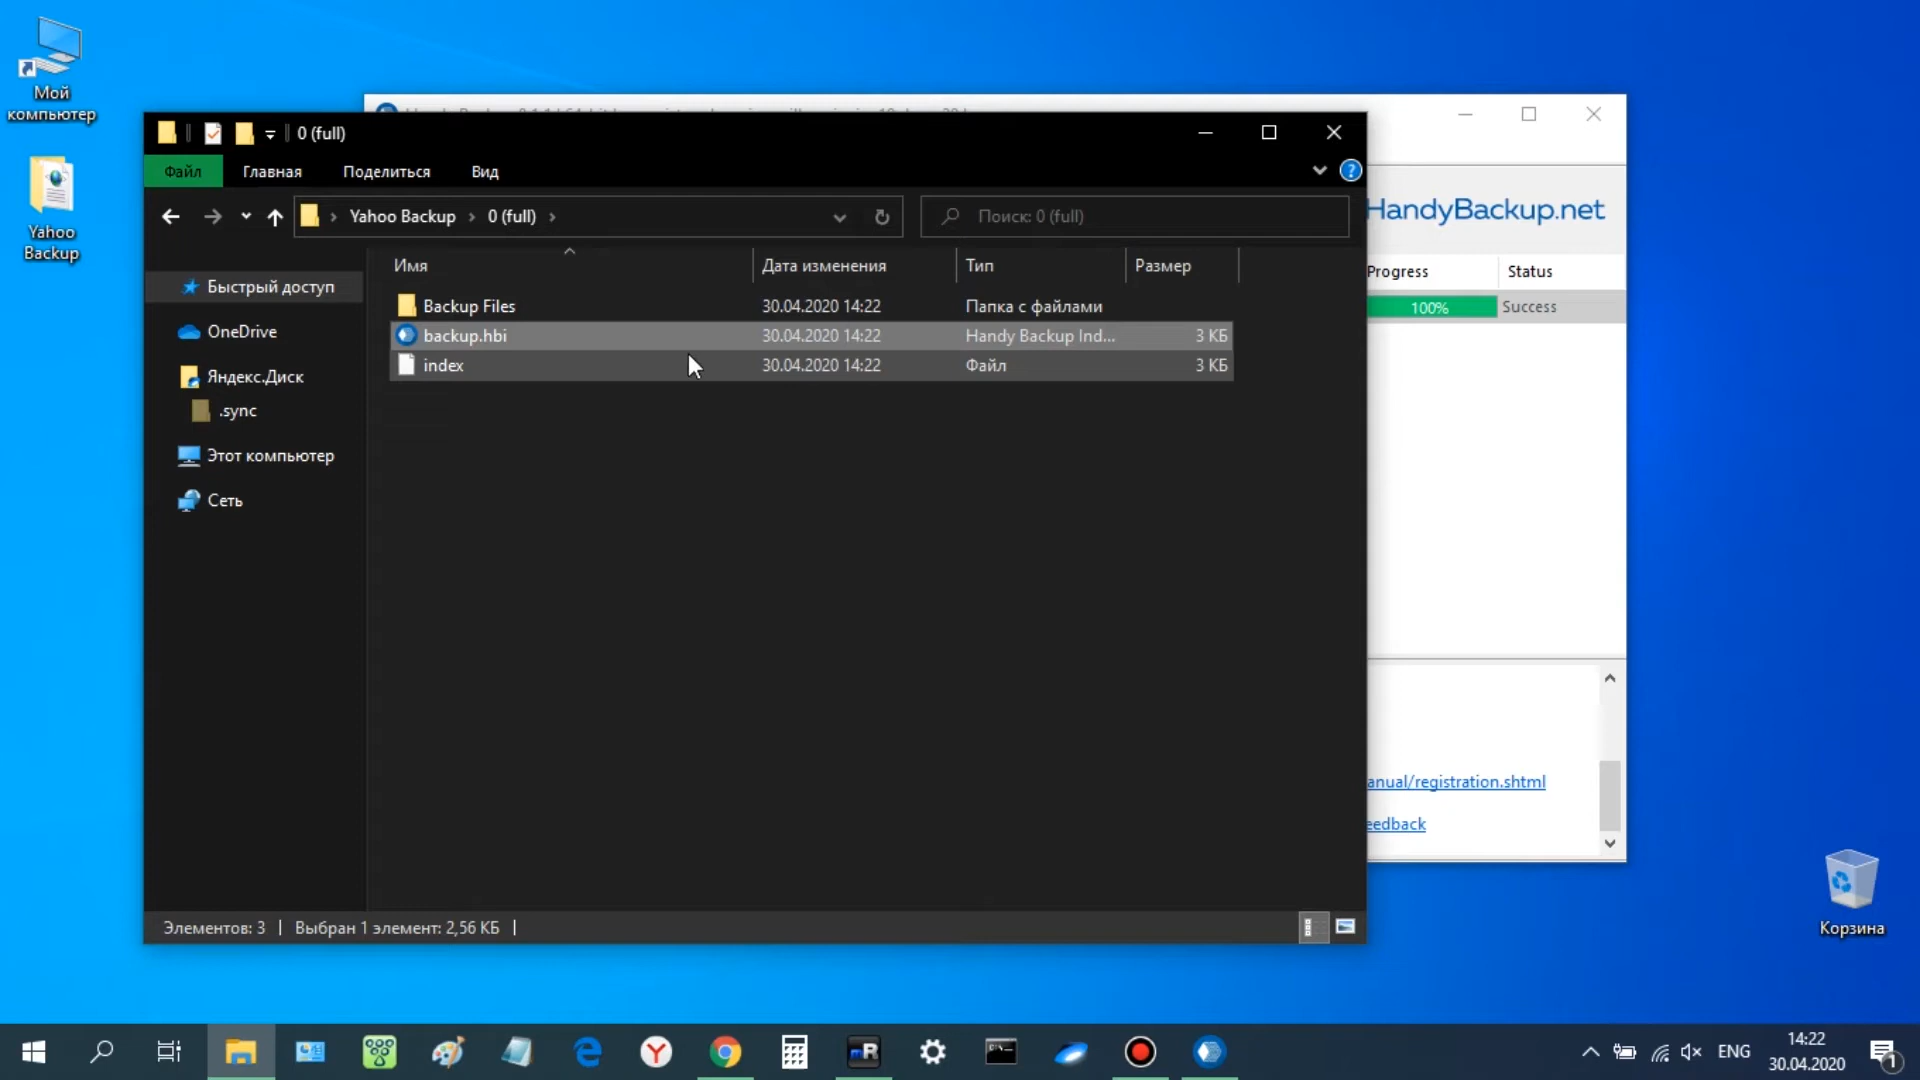 Мой
компьютер
Yahoo
Backup
0 (full)
Файл
Главная
Поделиться
Вид
Yahoo Backup
0 (full)
Поиск: 0 (full)
HandyBackup.net
Имя
Дата изменения
Тип
Размер
Progress
Status
Backup Files
30.04.2020 14:22
Папка с файлами
100%
Success
backup.hbi
30.04.2020 14:22
Handy Backup Ind...
3 КБ
index
30.04.2020 14:22
Файл
3 КБ
Быстрый доступ
OneDrive
Яндекс.Диск
.sync
Этот компьютер
Сеть
anual/registration.shtml
eedback
Элементов: 3
Выбран 1 элемент: 2,56 КБ
Корзина
mR
ENG
14:22
30.04.2020
1